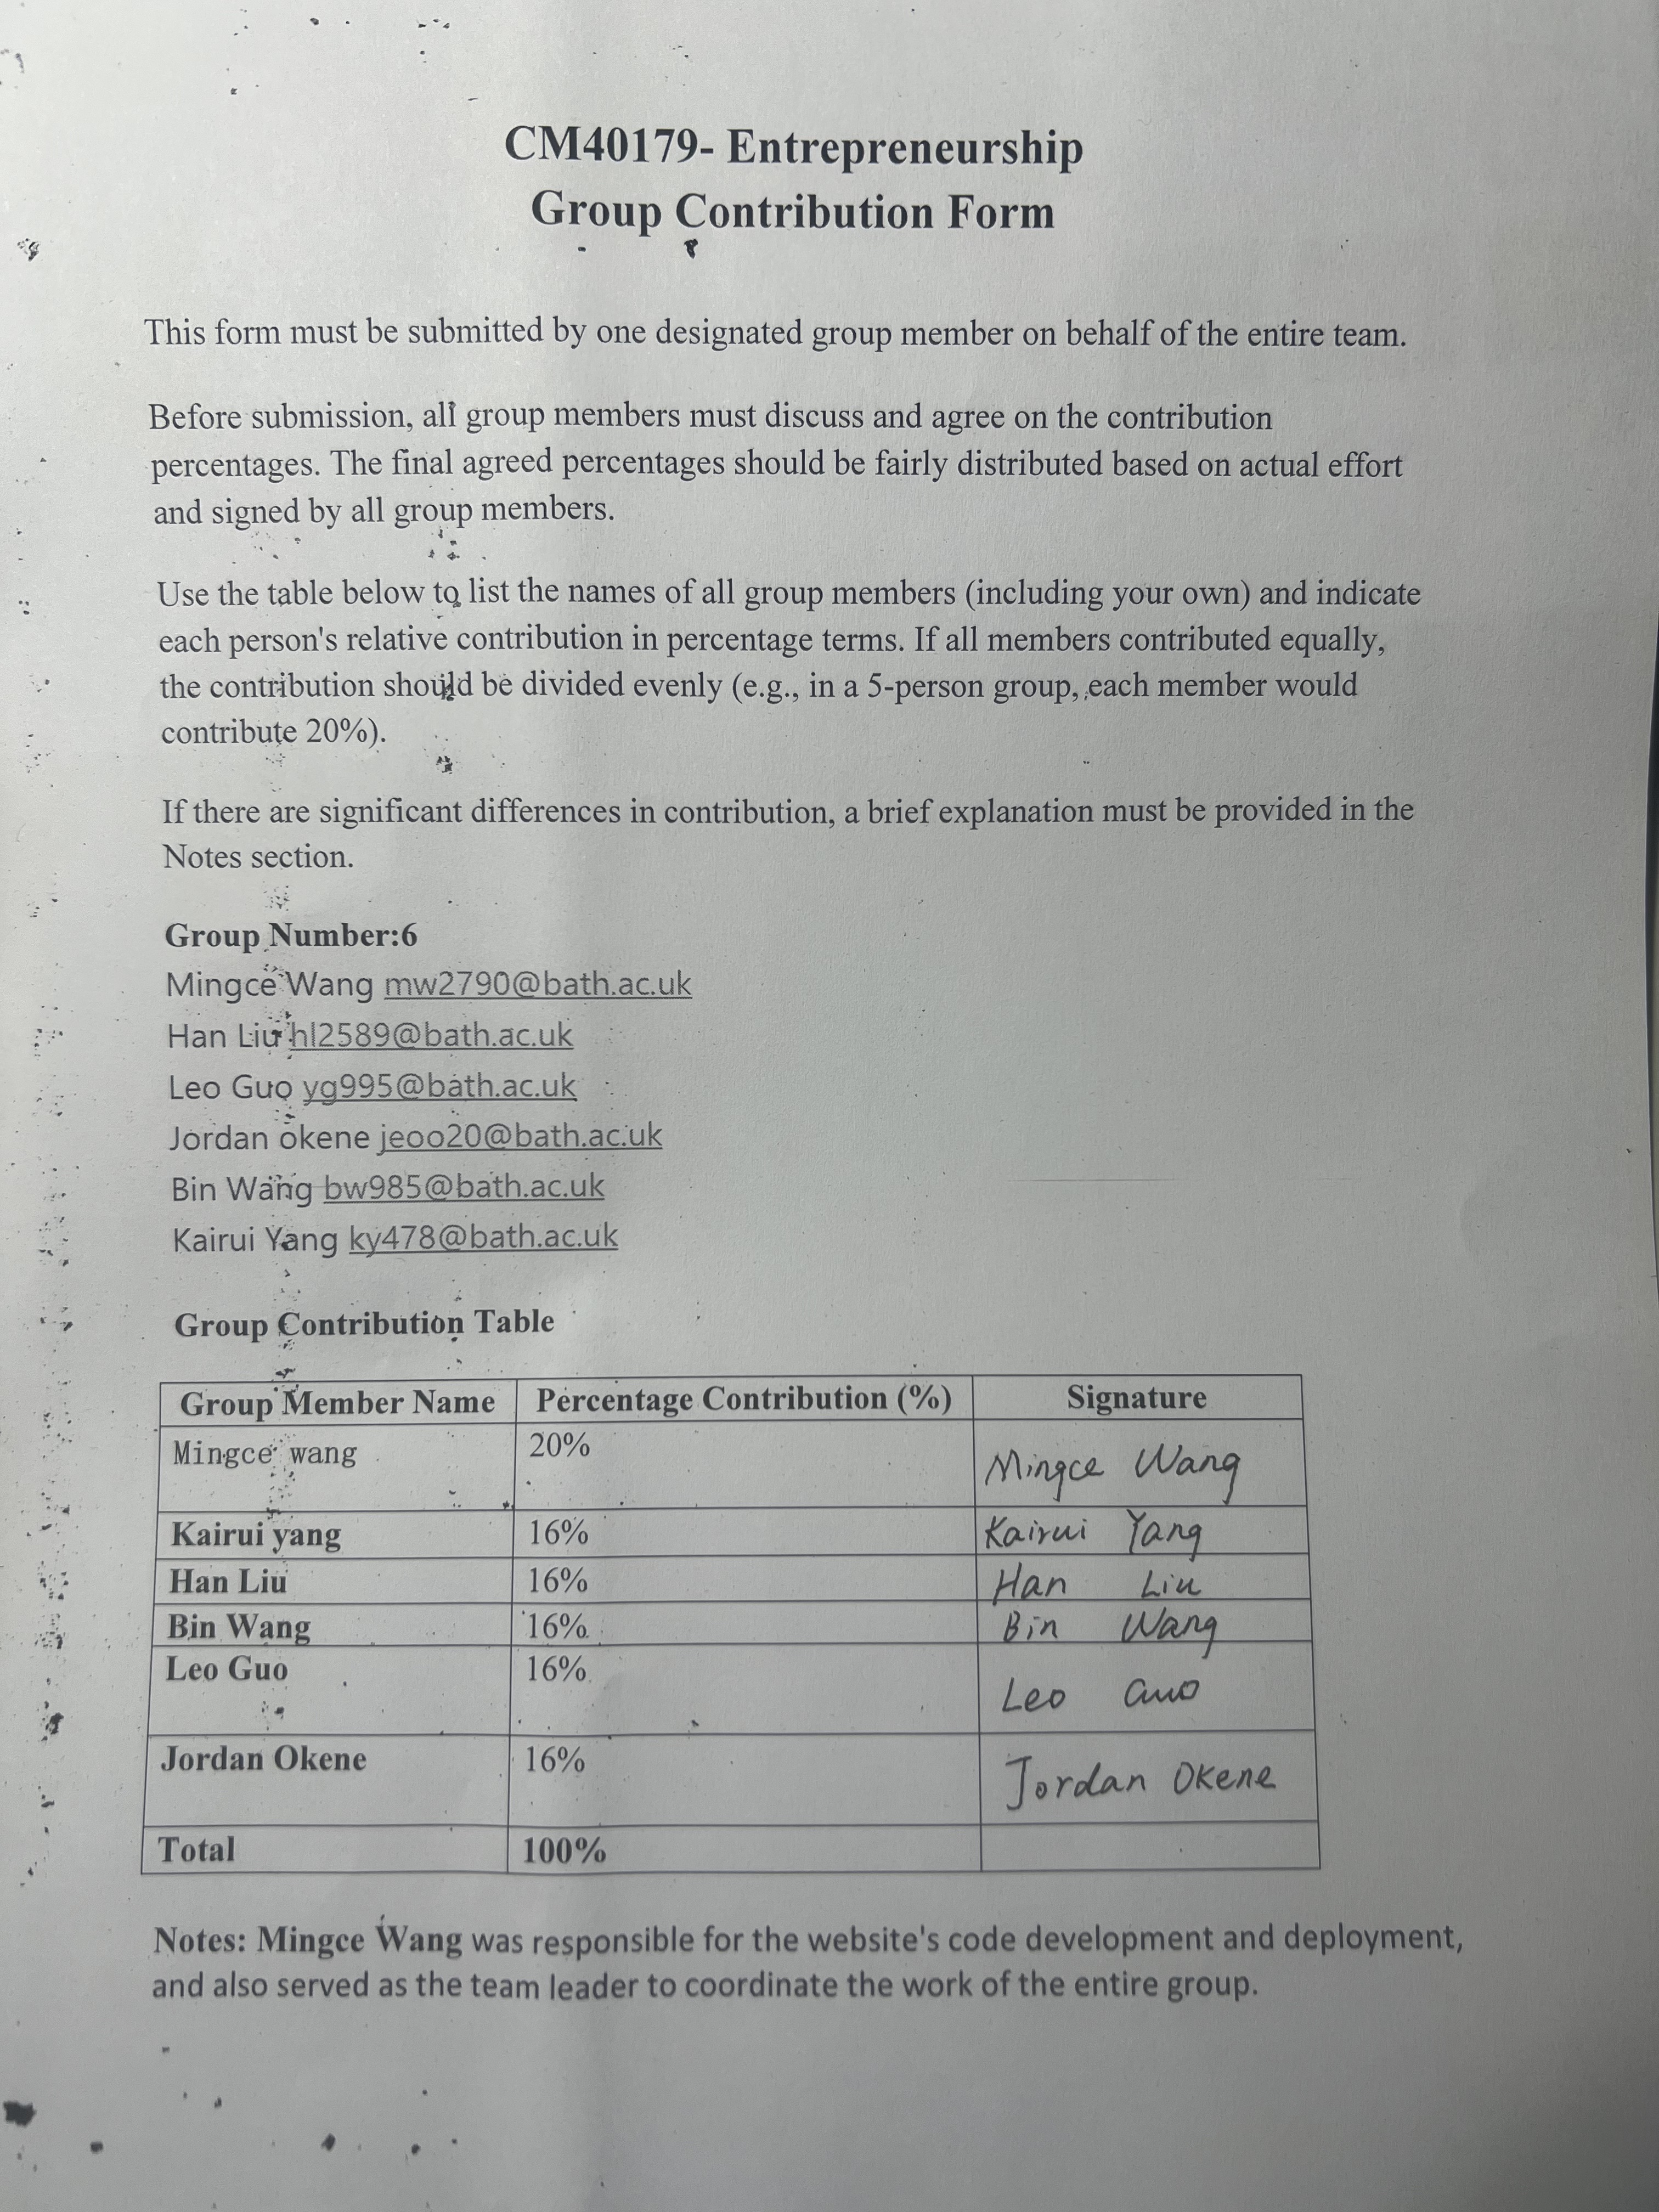 CM40179- Entrepreneurship
Group Contribution Form
This form must be submitted by one designated group member on behalf of the entire team.
Before submission, all group members must discuss and agree on the contribution
percentages. The final agreed percentages should be fairly distributed based on actual effort
and signed by all group members.
Use the table below to list the names of all group members (including your own) and indicate
each person's relative contribution in percentage terms. If all members contributed equally,
the contribution should be divided evenly (e.g., in a 5-person group, each member would
contribute 20%).
If there are significant differences in contribution, a brief explanation must be provided in the
Notes section.
Group Number:6
Mingce Wang mw2790@bath.ac.uk
Han Liu hl2589@bath.ac.uk
Leo Guo yg995@bath.ac.uk
Jordan okene jeoo20@bath.ac.uk
Bin Wang bw985@bath.ac.uk
Kairui Yang ky478@bath.ac.uk
Group Contribution Table
Group Member Name Percentage Contribution (%) Signature
Mingce wang 20% Mingce Wang
Kairui yang 16% Kairui Yang
Han Liu 16% Han Liu
Bin Wang 16% Bin Wang
Leo Guo 16% Leo Guo
Jordan Okene 16% Jordan Okene
Total 100%
Notes: Mingce Wang was responsible for the website's code development and deployment,
and also served as the team leader to coordinate the work of the entire group.